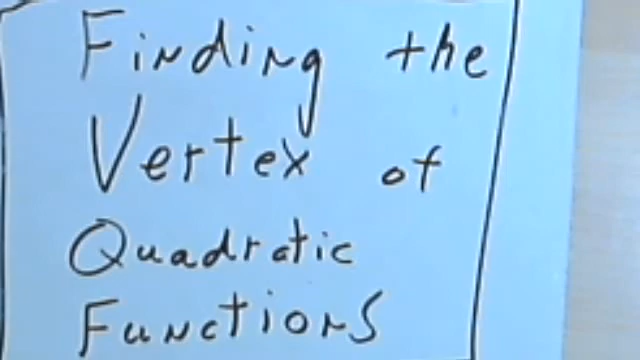 Finding the
Vertex of
Quadratic
Functions